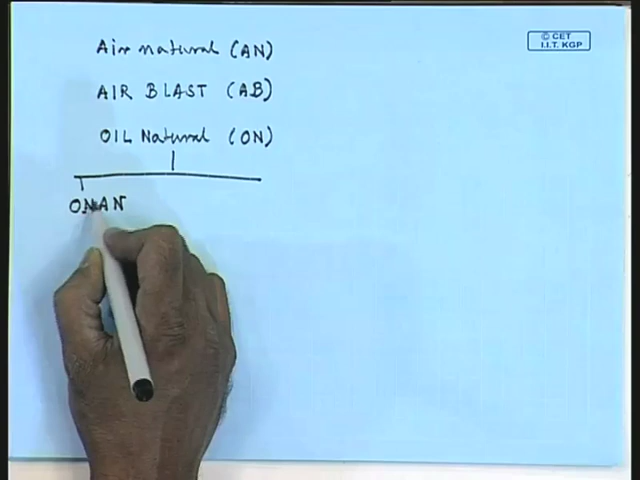 © CET
I.I.T. KGP
Air natural (AN)
AIR BLAST (AB)
OIL Natural (ON)
ONAN